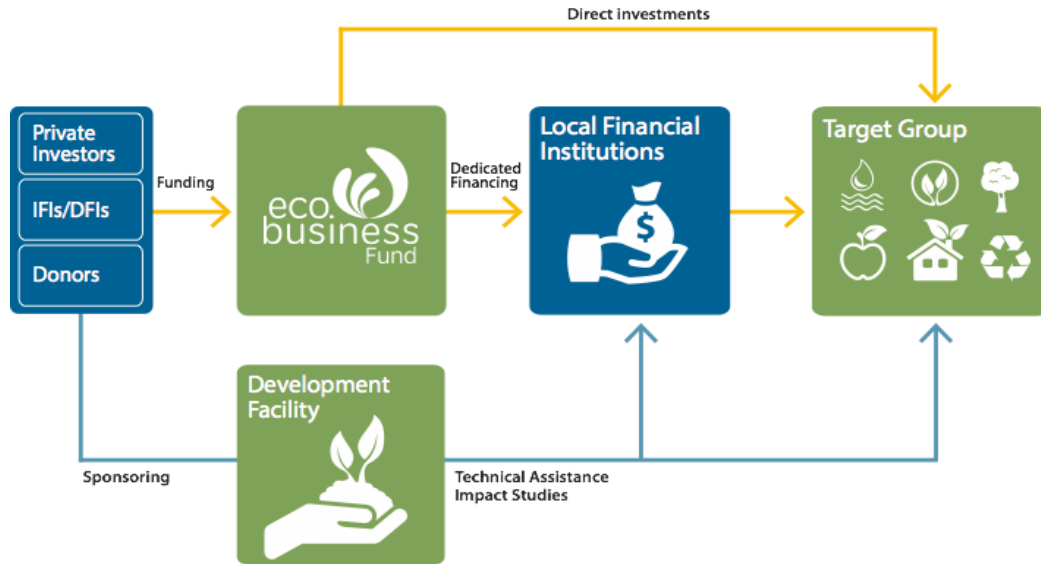 Direct investments
Private
Investors
IFIs/DFIs
Donors
Funding
eco.
business
Fund
Dedicated
Financing
Local Financial
Institutions
$
Target Group
Development
Facility
Sponsoring
Technical Assistance
Impact Studies